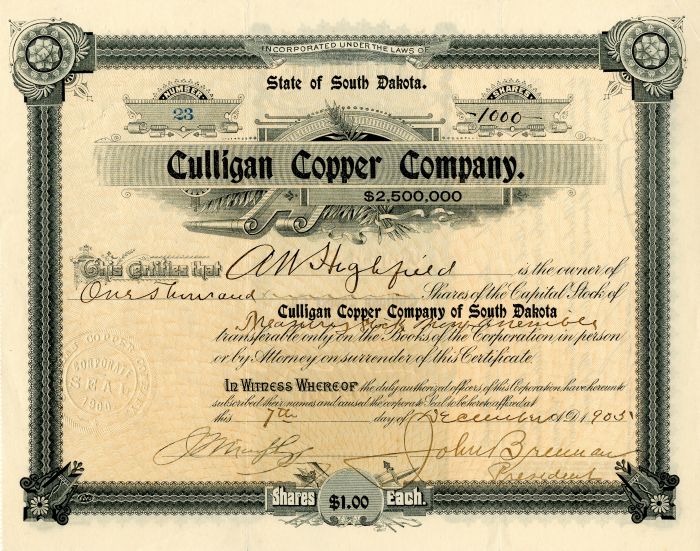 INCORPORATED UNDER THE LAWS OF
State of South Dakota.
NUMBER
23
SHARES
1000
Culligan Copper Company.
$2,500,000
This Certifies that A W Highfield is the owner of
One thousand Shares of the Capital Stock of
Culligan Copper Company of South Dakota
Treasury Stock
transferable only on the Books of the Corporation in person
or by Attorney on surrender of this Certificate
IN WITNESS WHEREOF the duly authorized officers of this Corporation have hereunto
subscribed their names and caused the corporate Seal to be hereto affixed at
this 7th day of December A.D. 1905
COPPER
CORPORATE
SEAL
1900
John Brennan
President
Shares $1.00 Each.